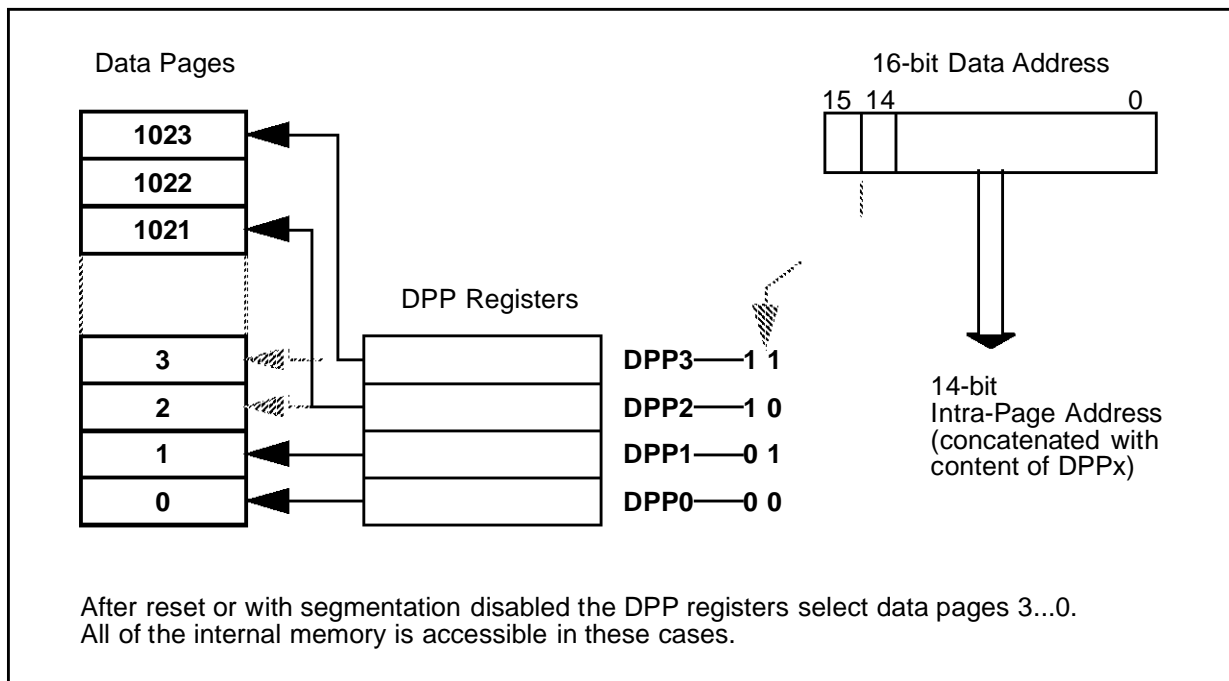 Data Pages
1023
1022
1021
3
2
1
0
DPP Registers
DPP3 1 1
DPP2 1 0
DPP1 0 1
DPP0 0 0
16-bit Data Address
15 14 0
14-bit
Intra-Page Address
(concatenated with
content of DPPx)
After reset or with segmentation disabled the DPP registers select data pages 3...0.
All of the internal memory is accessible in these cases.